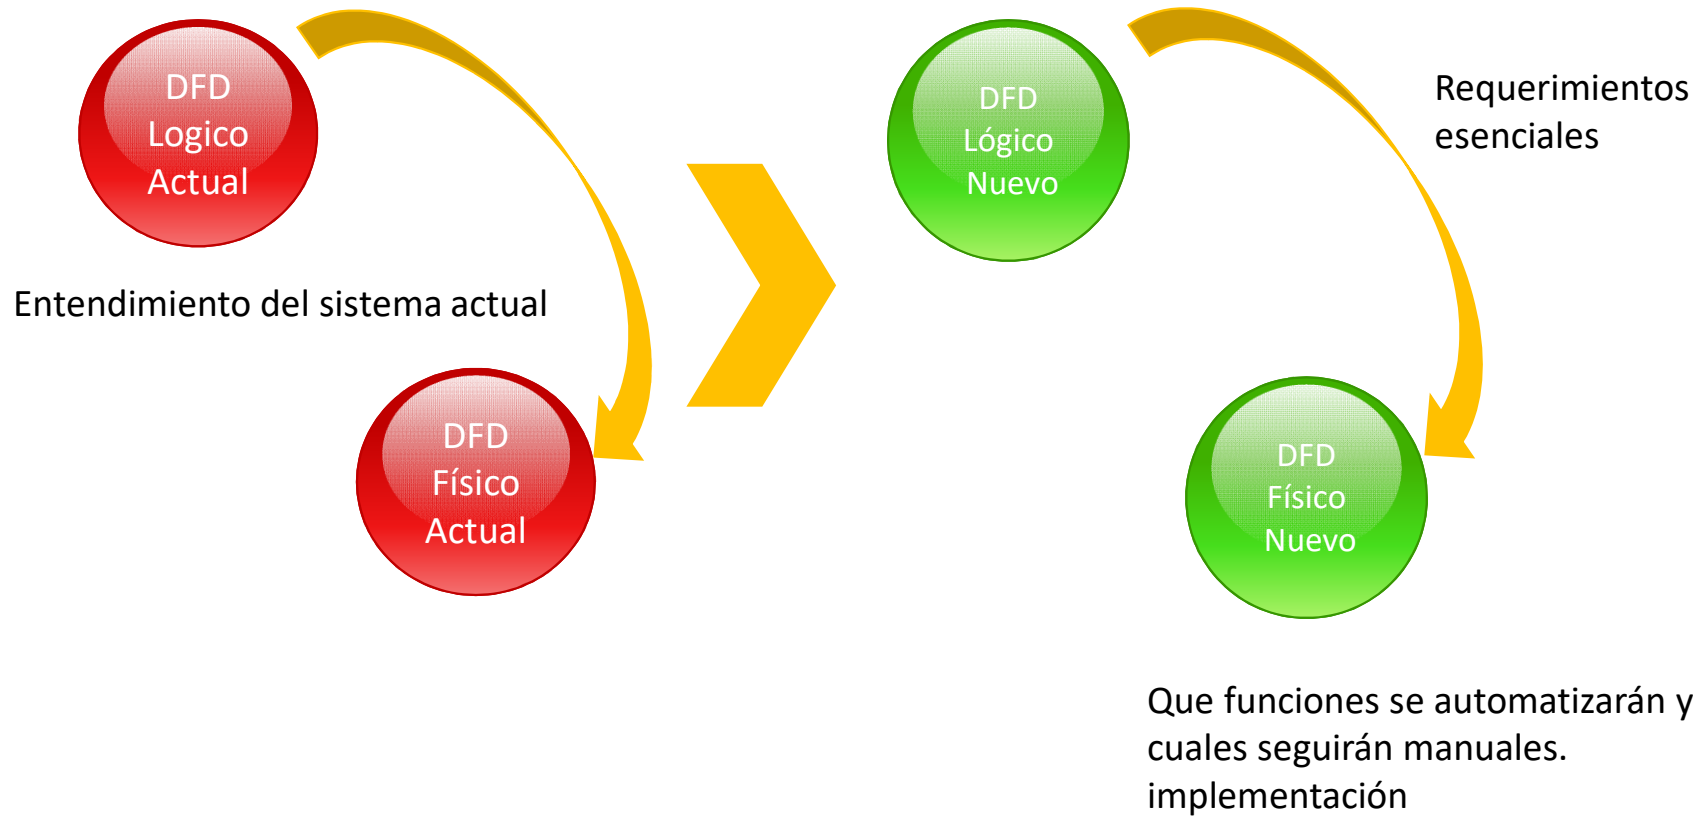 DFD
Logico
Actual
Entendimiento del sistema actual
DFD
Físico
Actual
DFD
Lógico
Nuevo
Requerimientos
esenciales
DFD
Físico
Nuevo
Que funciones se automatizarán y
cuales seguirán manuales.
implementación